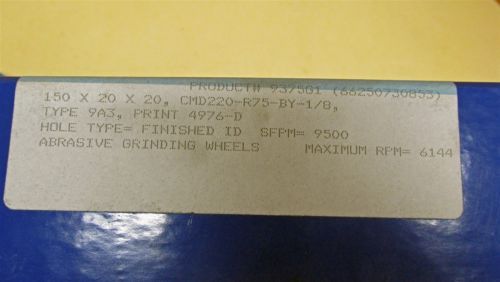 PRODUCT# 937501 (66250730853)
150 X 20 X 20, CMD220-R75-BY-1/8,
TYPE 9A3, PRINT 4976-D
HOLE TYPE= FINISHED ID SFPM= 9500
ABRASIVE GRINDING WHEELS MAXIMUM RPM= 6144